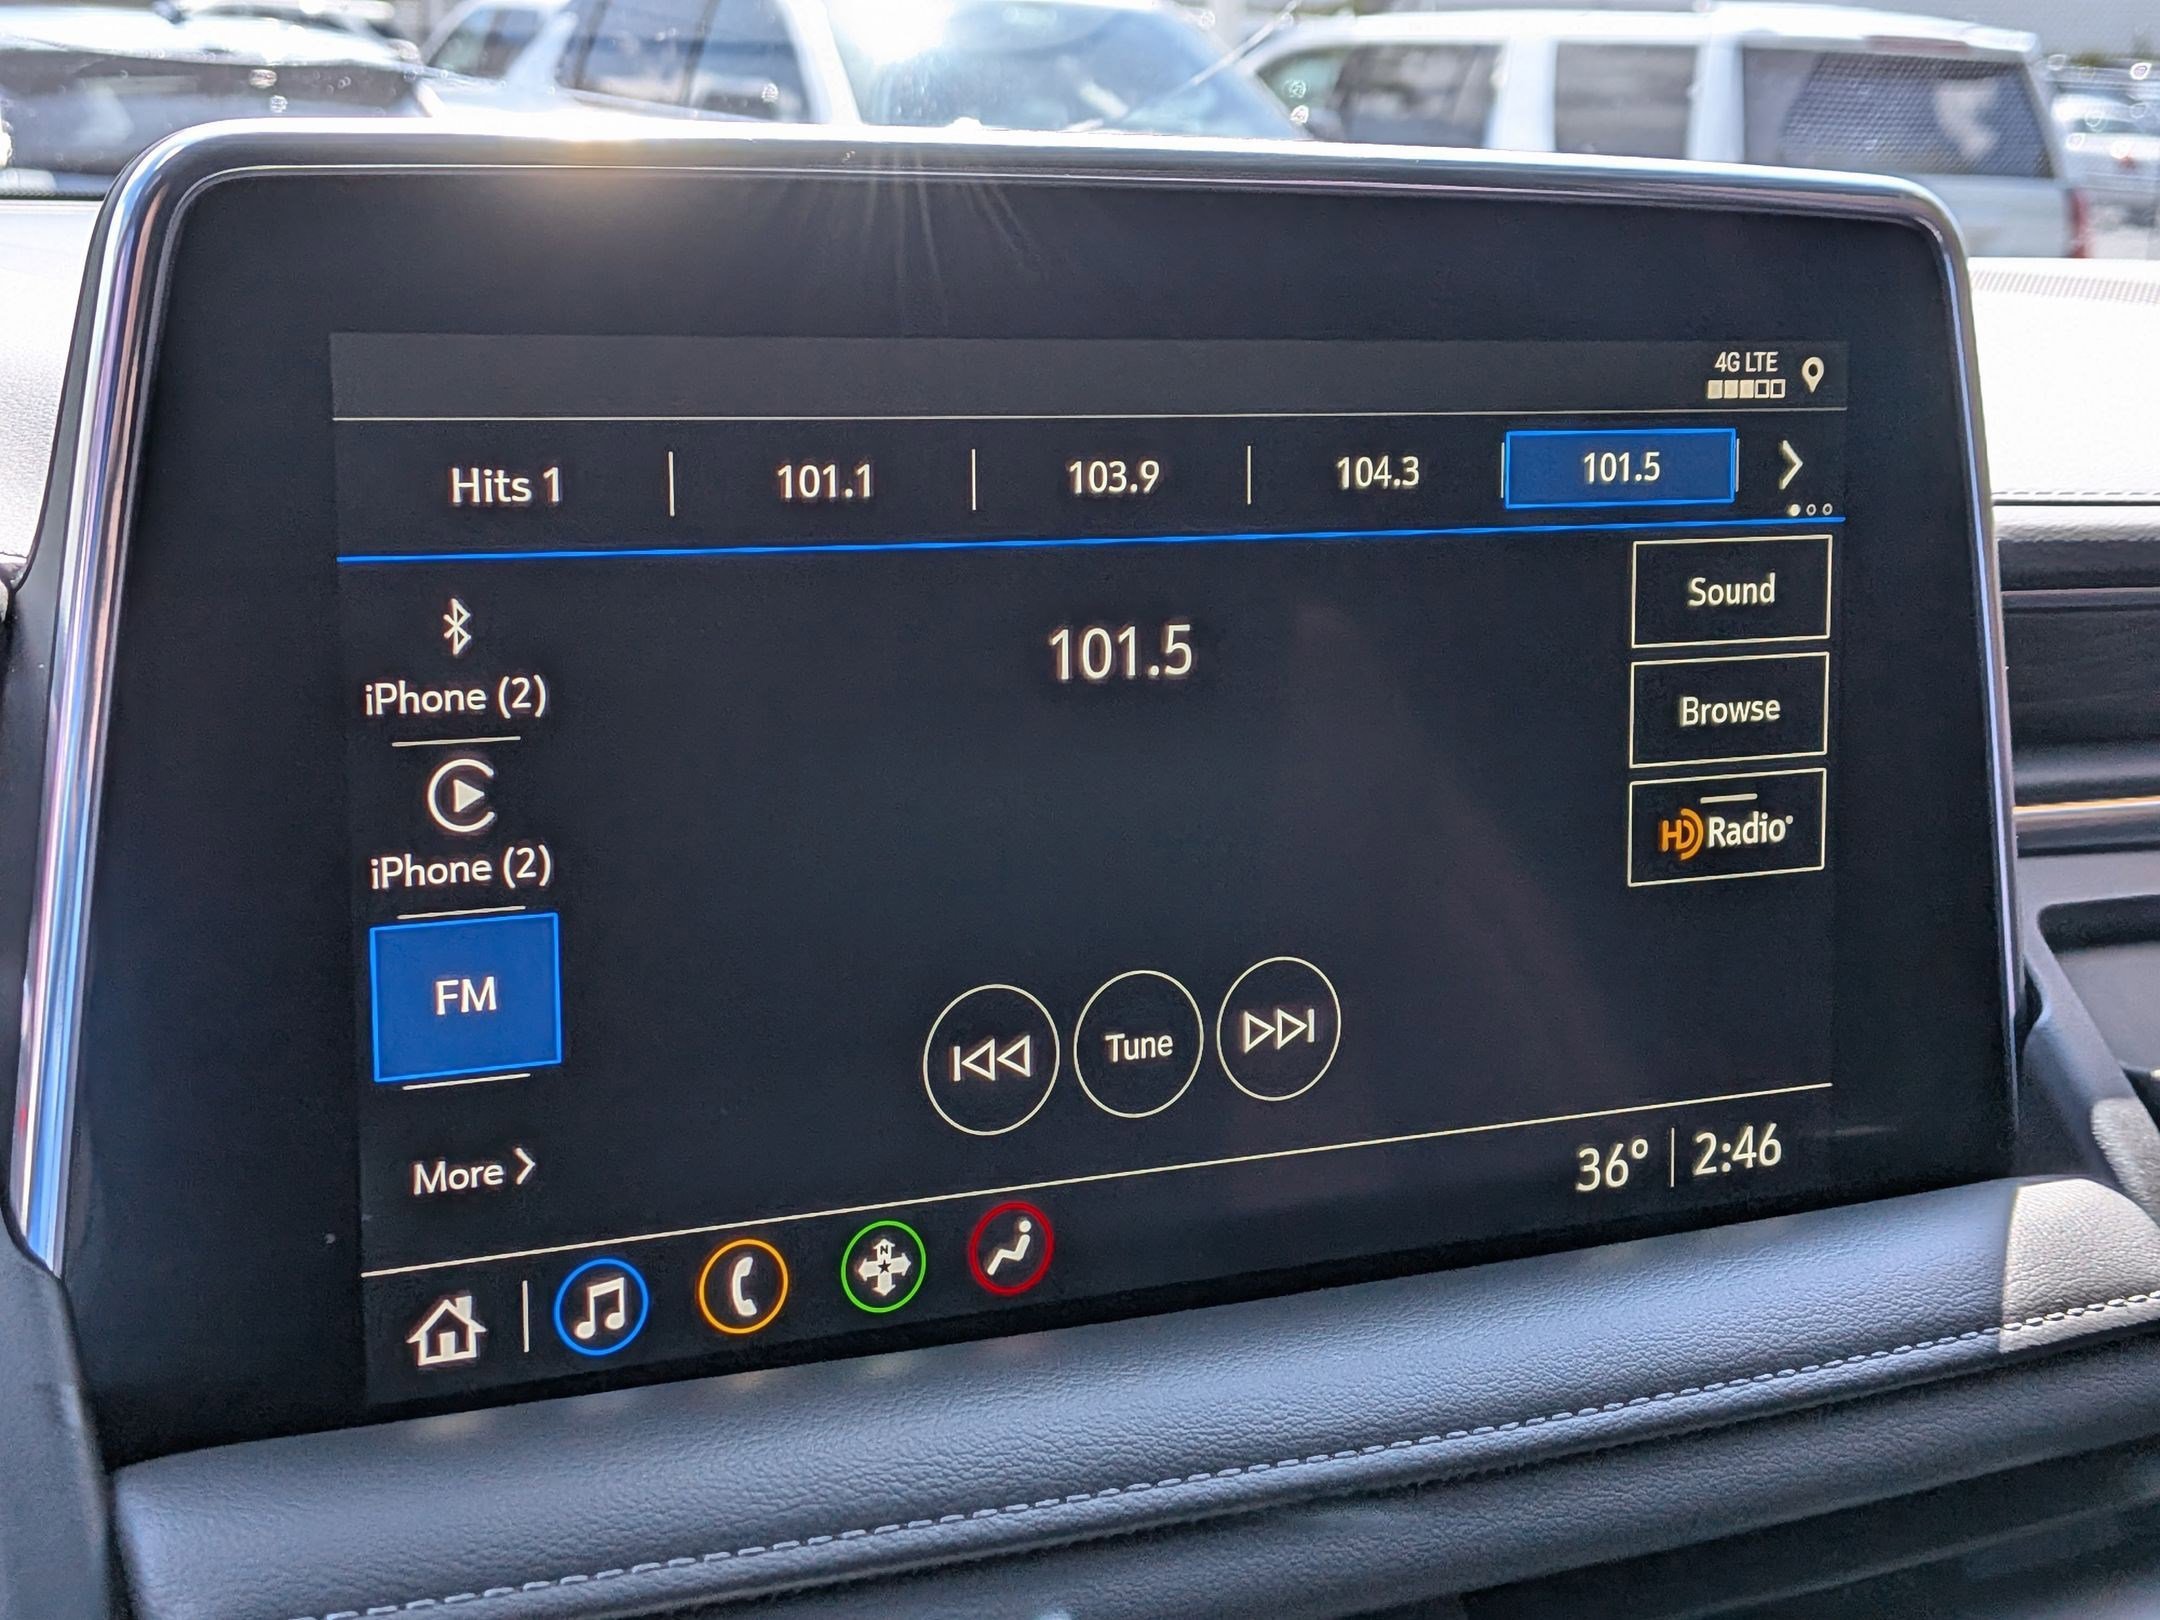 4G LTE
Hits 1 101.1 103.9 104.3 101.5
iPhone (2)
101.5
Sound
Browse
iPhone (2)
HD Radio
FM
Tune
More
36° 2:46
N